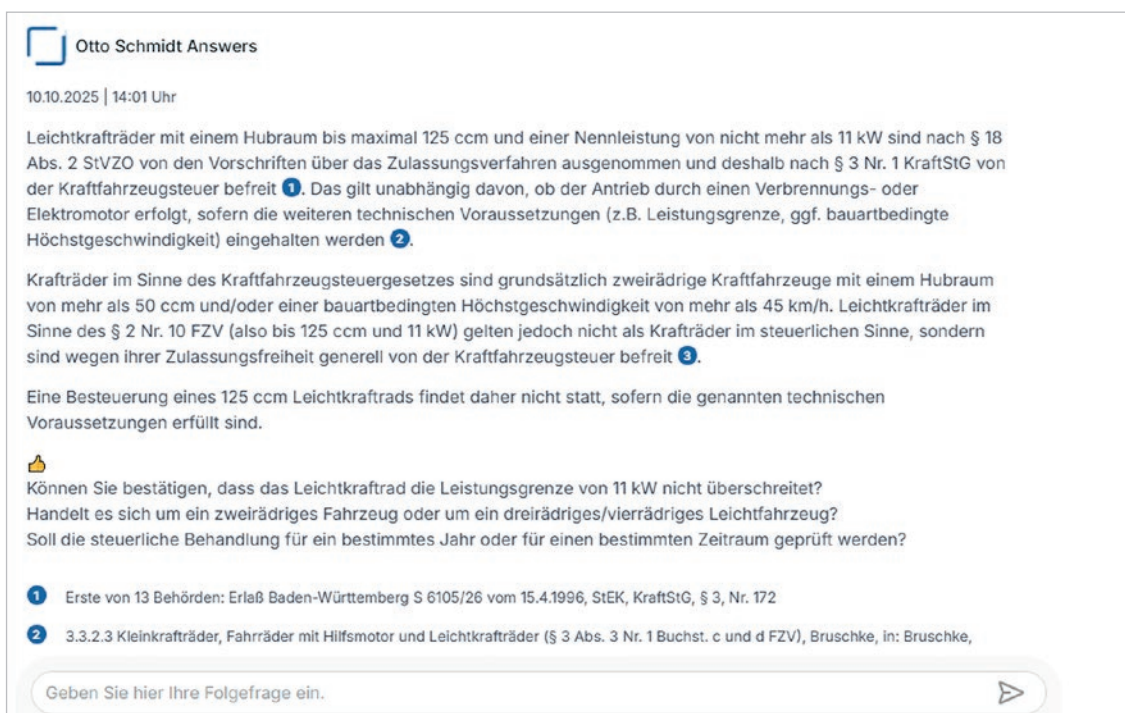 Otto Schmidt Answers
10.10.2025 | 14:01 Uhr
Leichtkrafträder mit einem Hubraum bis maximal 125 ccm und einer Nennleistung von nicht mehr als 11 kW sind nach § 18
Abs. 2 StVZO von den Vorschriften über das Zulassungsverfahren ausgenommen und deshalb nach § 3 Nr. 1 KraftStG von
der Kraftfahrzeugsteuer befreit 1. Das gilt unabhängig davon, ob der Antrieb durch einen Verbrennungs- oder
Elektromotor erfolgt, sofern die weiteren technischen Voraussetzungen (z.B. Leistungsgrenze, ggf. bauartbedingte
Höchstgeschwindigkeit) eingehalten werden 2.
Krafträder im Sinne des Kraftfahrzeugsteuergesetzes sind grundsätzlich zweirädrige Kraftfahrzeuge mit einem Hubraum
von mehr als 50 ccm und/oder einer bauartbedingten Höchstgeschwindigkeit von mehr als 45 km/h. Leichtkrafträder im
Sinne des § 2 Nr. 10 FZV (also bis 125 ccm und 11 kW) gelten jedoch nicht als Krafträder im steuerlichen Sinne, sondern
sind wegen ihrer Zulassungsfreiheit generell von der Kraftfahrzeugsteuer befreit 3.
Eine Besteuerung eines 125 ccm Leichtkraftrads findet daher nicht statt, sofern die genannten technischen
Voraussetzungen erfüllt sind.
👍
Können Sie bestätigen, dass das Leichtkraftrad die Leistungsgrenze von 11 kW nicht überschreitet?
Handelt es sich um ein zweirädriges Fahrzeug oder um ein dreirädriges/vierrädriges Leichtfahrzeug?
Soll die steuerliche Behandlung für ein bestimmtes Jahr oder für einen bestimmten Zeitraum geprüft werden?
1 Erste von 13 Behörden: Erlaß Baden-Württemberg S 6105/26 vom 15.4.1996, StEK, KraftStG, § 3, Nr. 172
2 3.3.2.3 Kleinkrafträder, Fahrräder mit Hilfsmotor und Leichtkrafträder (§ 3 Abs. 3 Nr. 1 Buchst. c und d FZV), Bruschke, in: Bruschke,
Geben Sie hier Ihre Folgefrage ein.